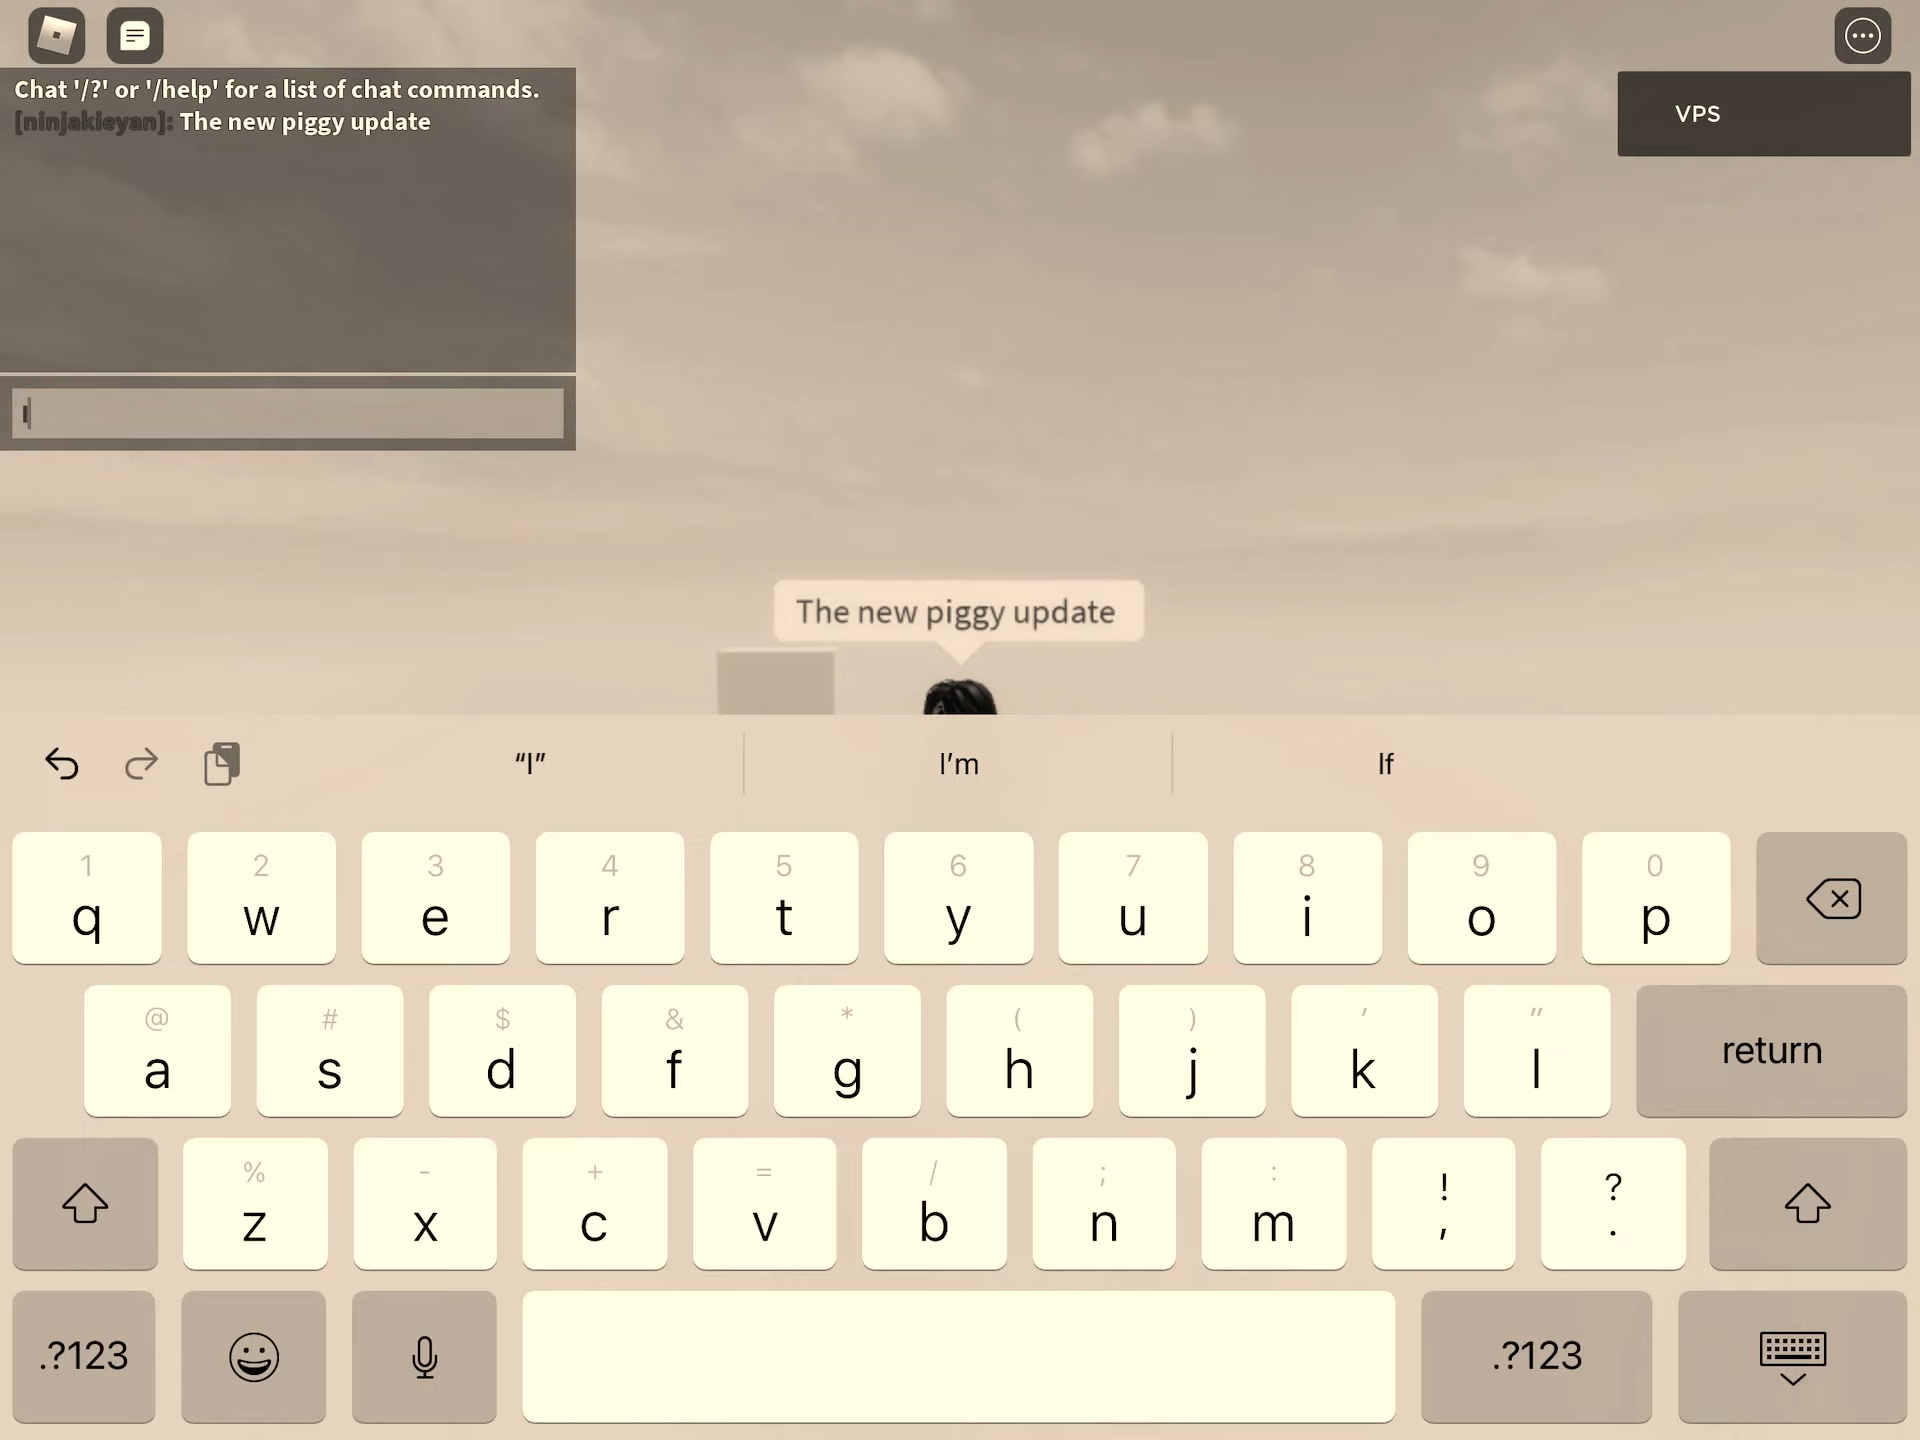 Chat '/?' or '/help' for a list of chat commands.
[ninjakieyan]: The new piggy update
VPS
I
The new piggy update
“I”
I’m
If
1 2 3 4 5 6 7 8 9 0
q w e r t y u i o p
@ # $ & * ( ) ' "
a s d f g h j k l return
% - + = / ; : ! ?
z x c v b n m , .
.?123 .?123